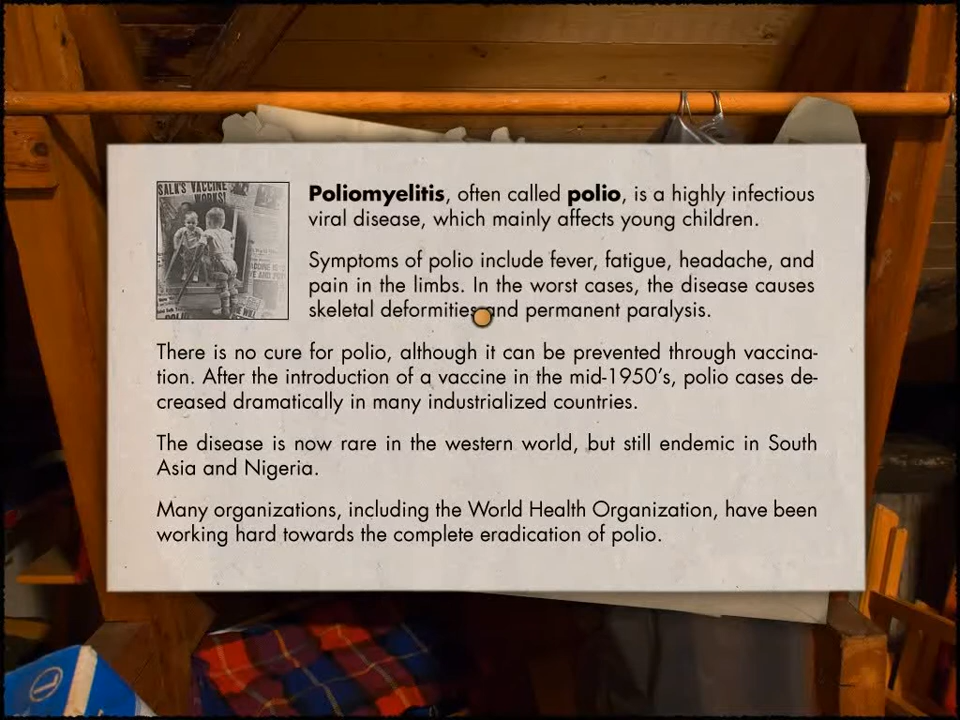 SALK'S VACCINE
WORKS!
Poliomyelitis, often called polio, is a highly infectious
viral disease, which mainly affects young children.
Symptoms of polio include fever, fatigue, headache, and
pain in the limbs. In the worst cases, the disease causes
skeletal deformities and permanent paralysis.
There is no cure for polio, although it can be prevented through vaccina-
tion. After the introduction of a vaccine in the mid-1950's, polio cases de-
creased dramatically in many industrialized countries.
The disease is now rare in the western world, but still endemic in South
Asia and Nigeria.
Many organizations, including the World Health Organization, have been
working hard towards the complete eradication of polio.